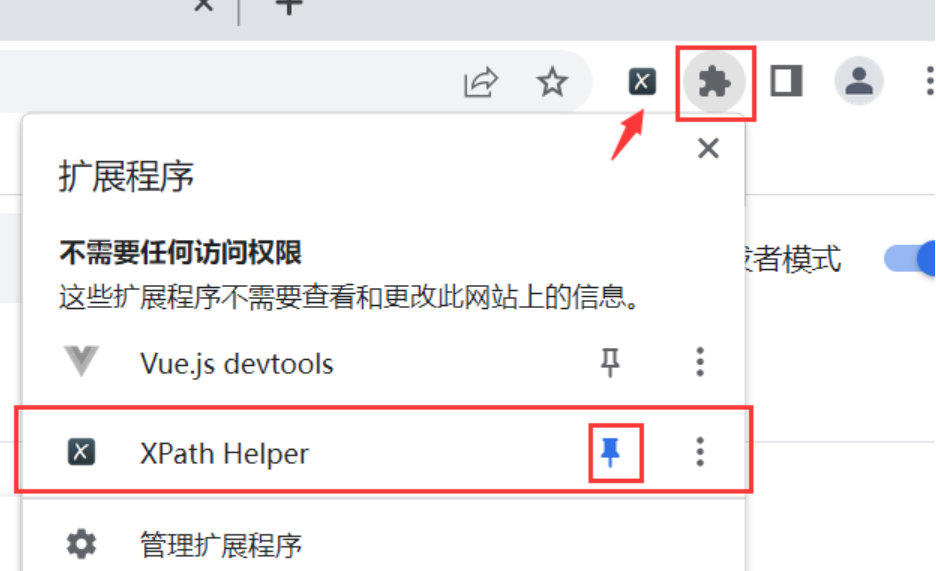 扩展程序
不需要任何访问权限
这些扩展程序不需要查看和更改此网站上的信息。
者模式
Vue.js devtools
XPath Helper
管理扩展程序